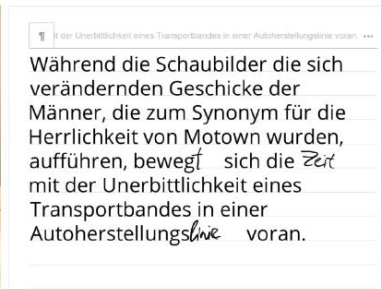 ¶ it der Unerbittlichkeit eines Transportbandes in einer Autoherstellungslinie voran. ...
Während die Schaubilder die sich
verändernden Geschicke der
Männer, die zum Synonym für die
Herrlichkeit von Motown wurden,
aufführen, bewegt sich die Zeit
mit der Unerbittlichkeit eines
Transportbandes in einer
Autoherstellungslinie voran.